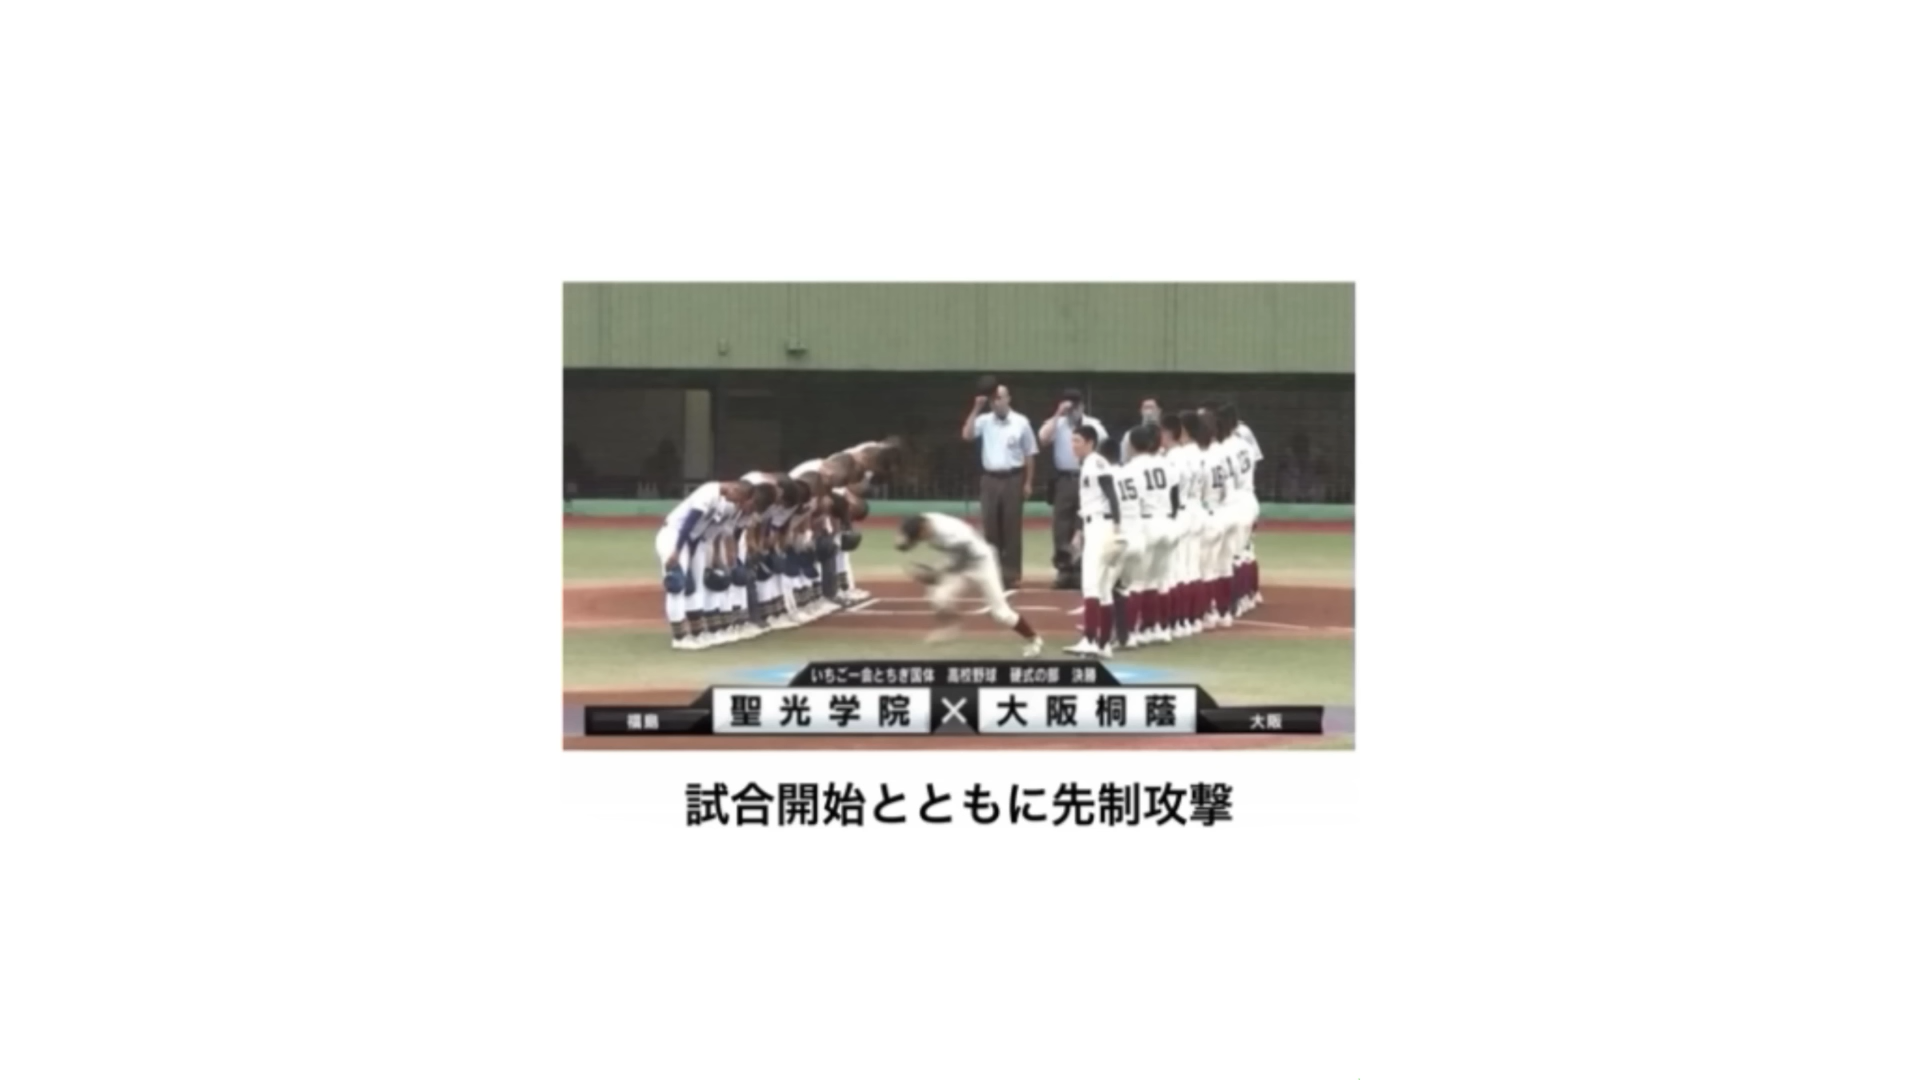 15
10
いちご一会とちぎ国体 高校野球 硬式の部 決勝
福島 聖光学院 × 大阪桐蔭 大阪
試合開始とともに先制攻撃